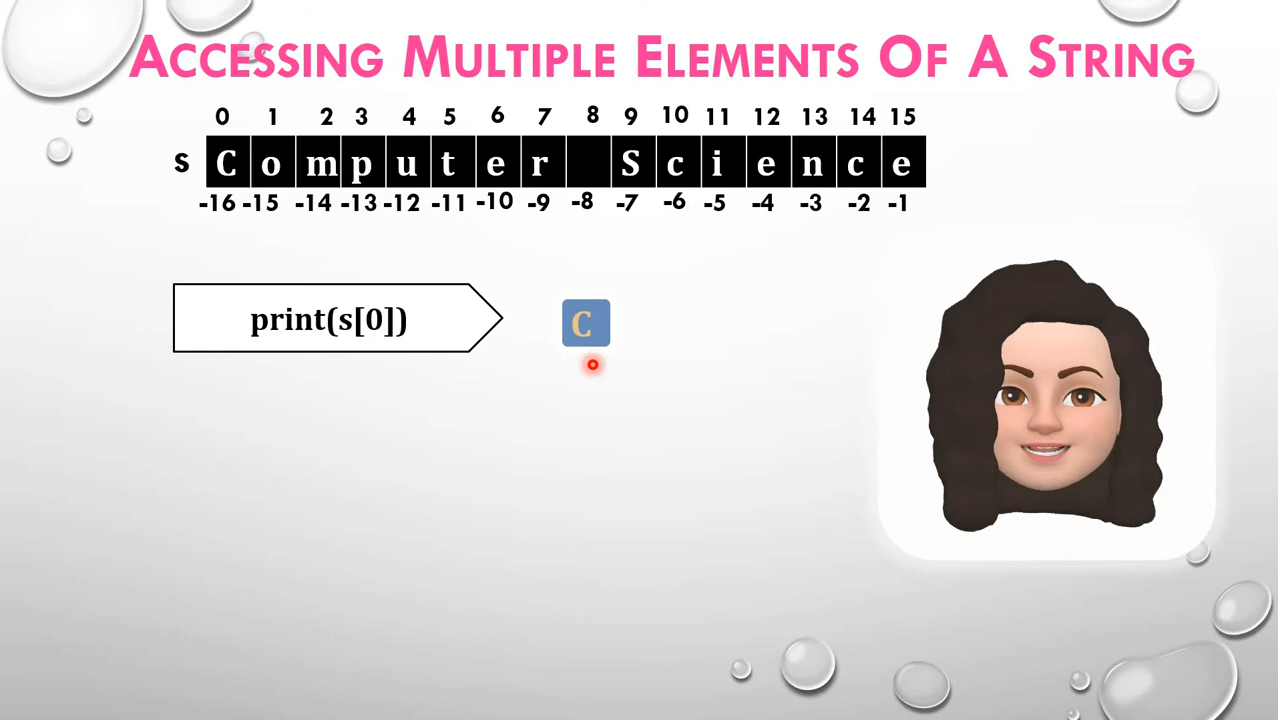 ACCESSING MULTIPLE ELEMENTS OF A STRING
0 1 2 3 4 5 6 7 8 9 10 11 12 13 14 15
S C o m p u t e r S c i e n c e
-16 -15 -14 -13 -12 -11 -10 -9 -8 -7 -6 -5 -4 -3 -2 -1
print(s[0]) C